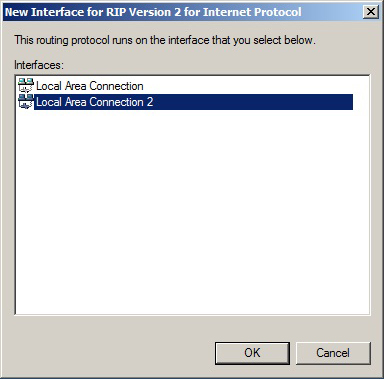 New Interface for RIP Version 2 for Internet Protocol
This routing protocol runs on the interface that you select below.
Interfaces:
Local Area Connection
Local Area Connection 2
OK
Cancel